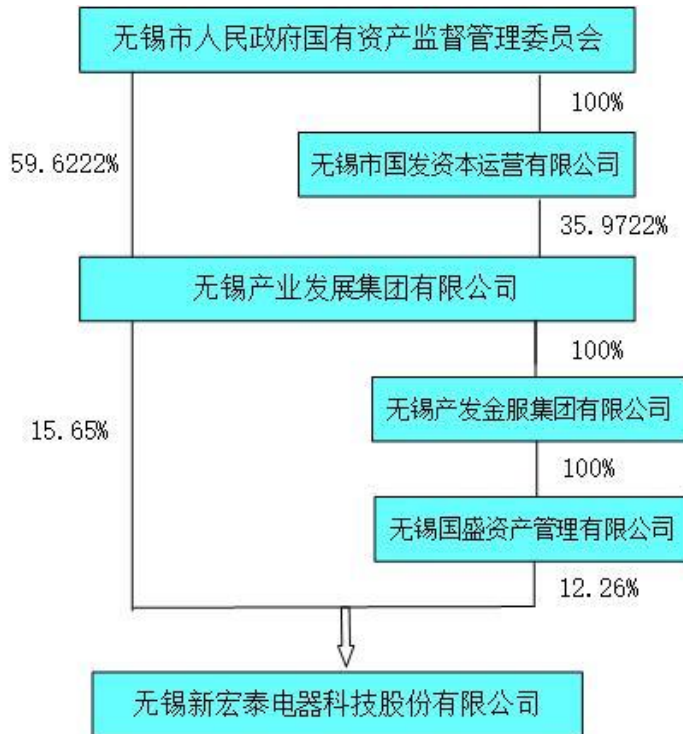 无锡市人民政府国有资产监督管理委员会
100%
59.6222%
无锡市国发资本运营有限公司
35.9722%
无锡产业发展集团有限公司
100%
无锡产发金服集团有限公司
15.65%
100%
无锡国盛资产管理有限公司
12.26%
无锡新宏泰电器科技股份有限公司